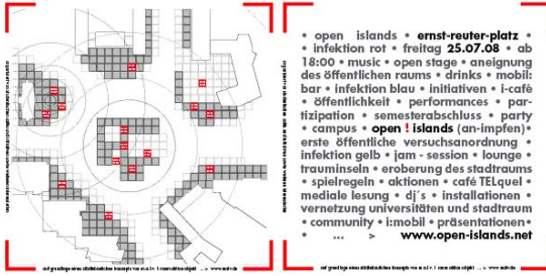 • open islands • ernst-reuter-platz •
• infektion rot • freitag 25.07.08 • ab
18:00 • music • open stage • aneignung
des öffentlichen raums • drinks • mobil:
bar • infektion blau • initiativen • i-café
• öffentlichkeit • performances • par-
tizipation • semesterabschluss • party
• campus • open ! islands (an-impfen)•
erste öffentliche versuchsanordnung •
infektion gelb • jam - session • lounge •
trauminseln • eroberung des stadtraums
• spielregeln • aktionen • café TELquel •
mediale lesung • dj´s • installationen •
vernetzung universitäten und stadtraum
• community • i:mobil • präsentationen•
• ... > www.open-islands.net